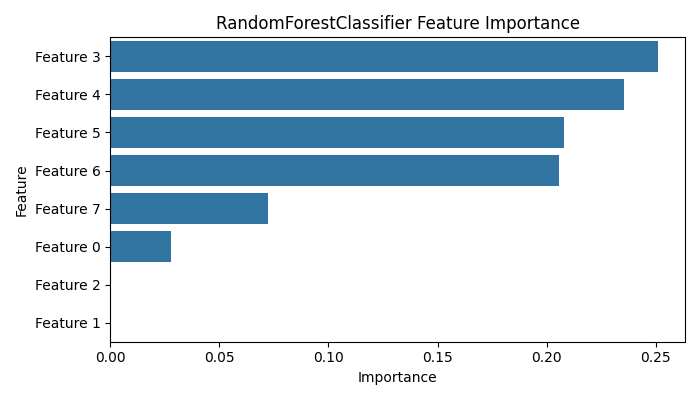 RandomForestClassifier Feature Importance
Feature 3
Feature 4
Feature 5
Feature 6
Feature 7
Feature 0
Feature 2
Feature 1
Feature
0.00 0.05 0.10 0.15 0.20 0.25
Importance